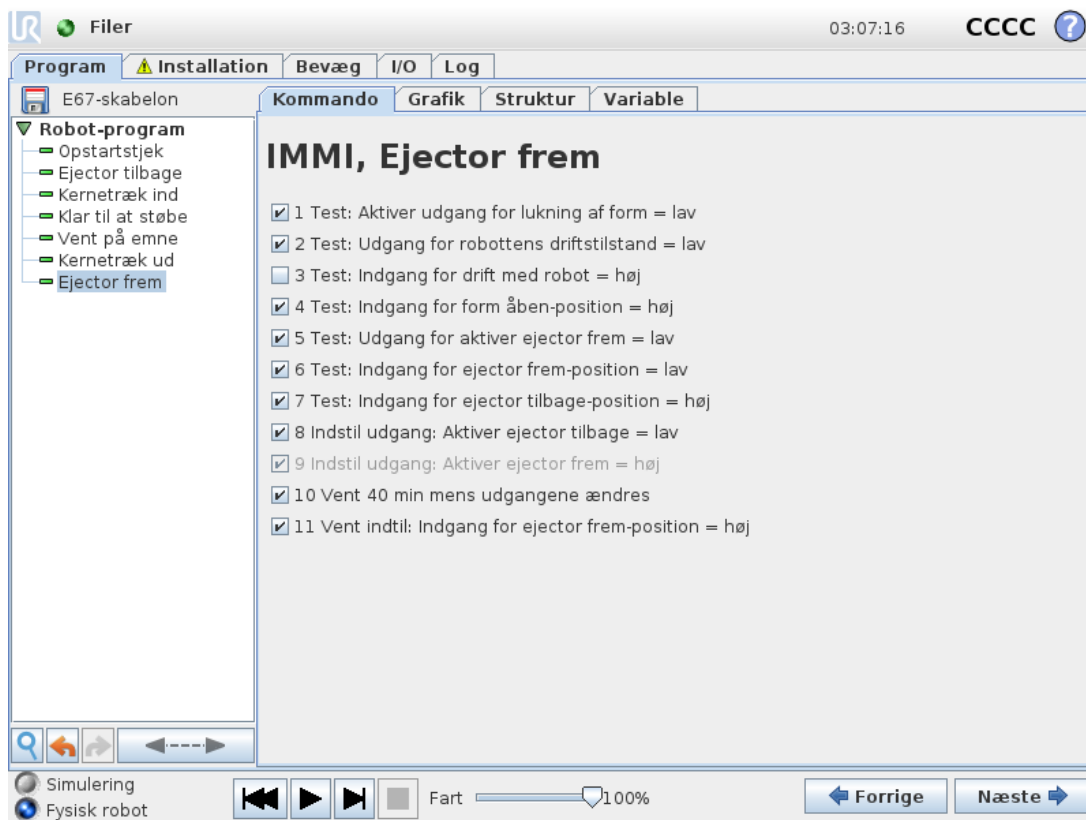 UR Filer 03:07:16 CCCC ?
Program Installation Bevæg I/O Log
E67-skabelon
Kommando Grafik Struktur Variable
Robot-program
Opstartstjek
Ejector tilbage
Kernetræk ind
Klar til at støbe
Vent på emne
Kernetræk ud
Ejector frem
IMMI, Ejector frem
1 Test: Aktiver udgang for lukning af form = lav
2 Test: Udgang for robottens driftstilstand = lav
3 Test: Indgang for drift med robot = høj
4 Test: Indgang for form åben-position = høj
5 Test: Udgang for aktiver ejector frem = lav
6 Test: Indgang for ejector frem-position = lav
7 Test: Indgang for ejector tilbage-position = høj
8 Indstil udgang: Aktiver ejector tilbage = lav
9 Indstil udgang: Aktiver ejector frem = høj
10 Vent 40 min mens udgangene ændres
11 Vent indtil: Indgang for ejector frem-position = høj
Simulering
Fysisk robot
Fart 100%
Forrige Næste